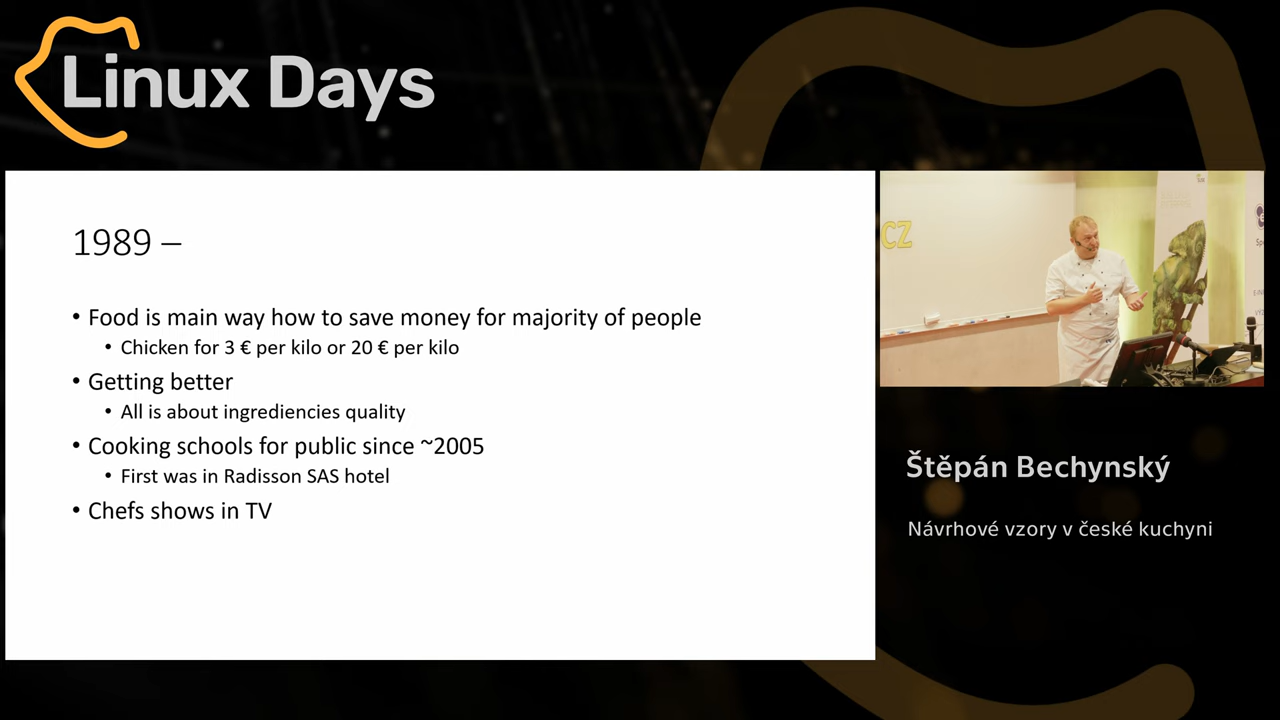 Linux Days
1989 –
• Food is main way how to save money for majority of people
• Chicken for 3 € per kilo or 20 € per kilo
• Getting better
• All is about ingrediencies quality
• Cooking schools for public since ~2005
• First was in Radisson SAS hotel
• Chefs shows in TV
CZ
Štěpán Bechynský
Návrhové vzory v české kuchyni